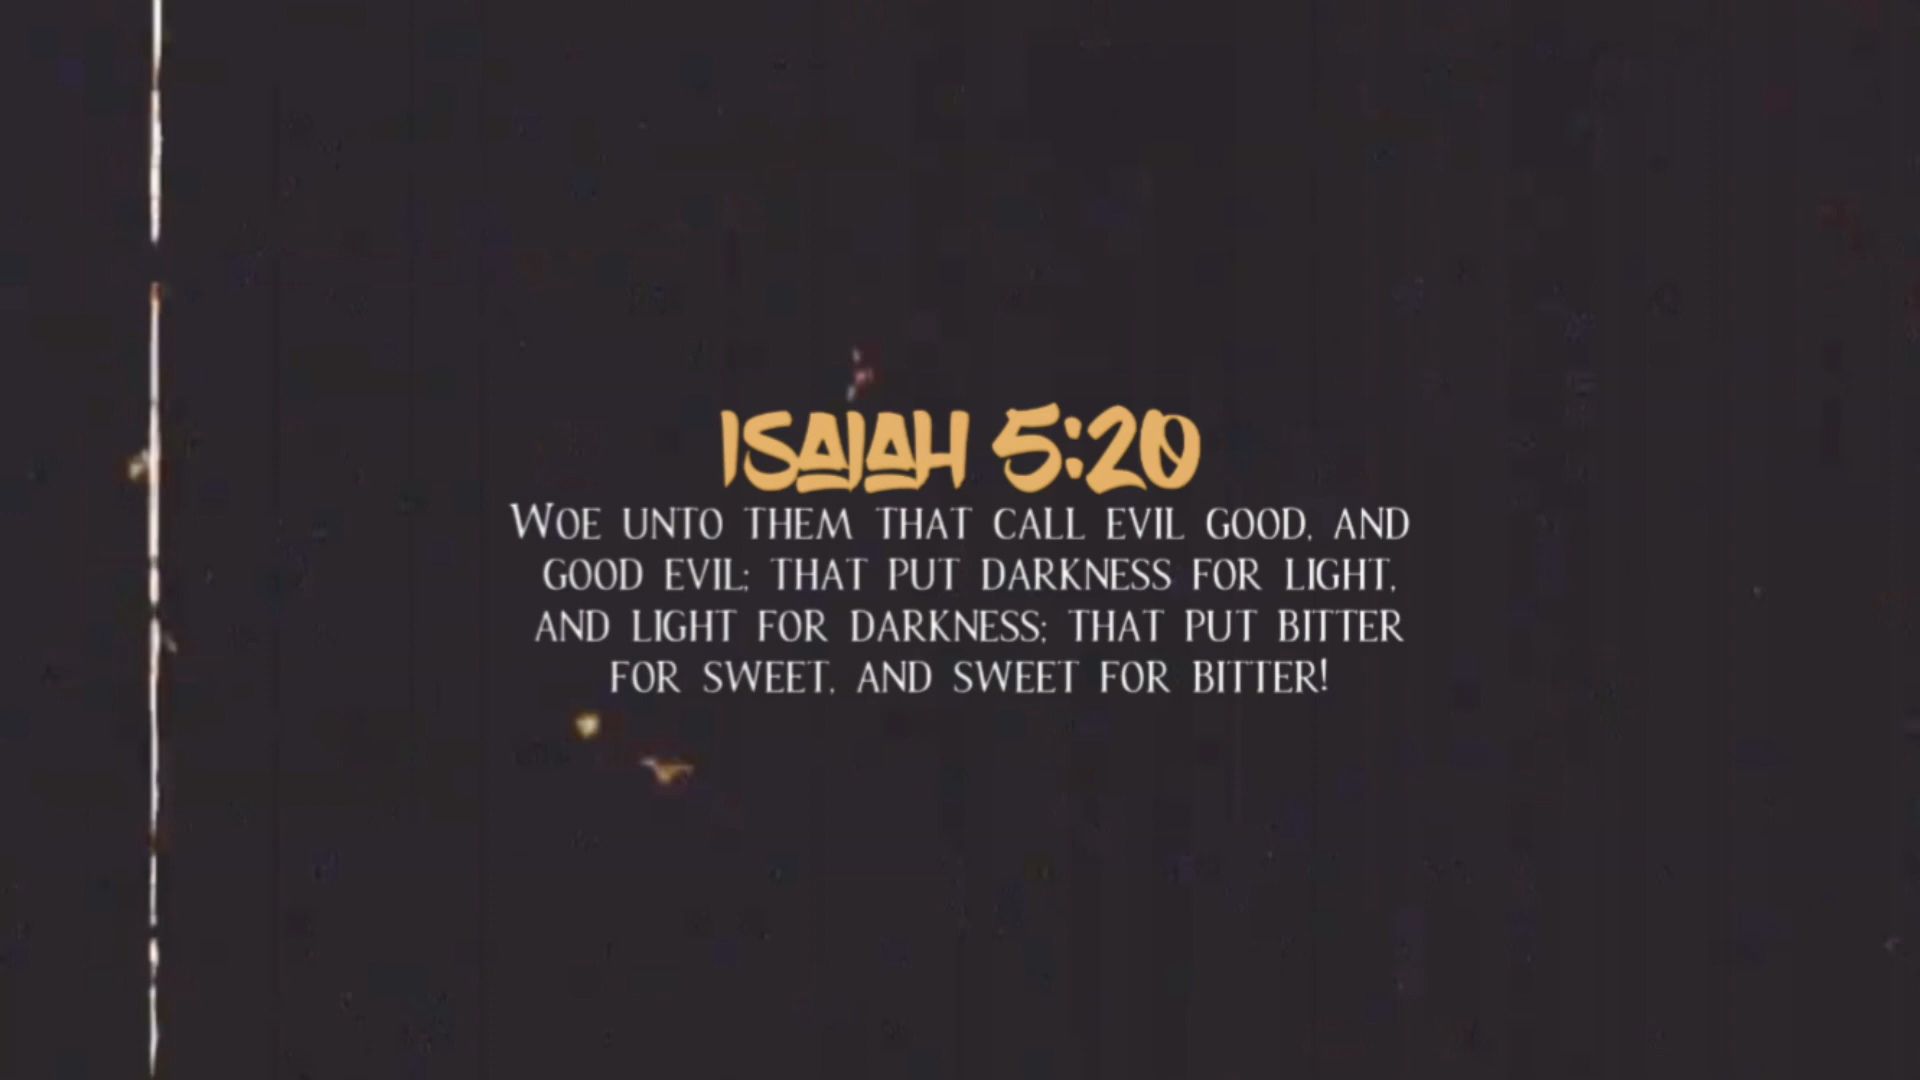 ISAIAH 5:20
WOE UNTO THEM THAT CALL EVIL GOOD, AND
GOOD EVIL; THAT PUT DARKNESS FOR LIGHT,
AND LIGHT FOR DARKNESS; THAT PUT BITTER
FOR SWEET, AND SWEET FOR BITTER!